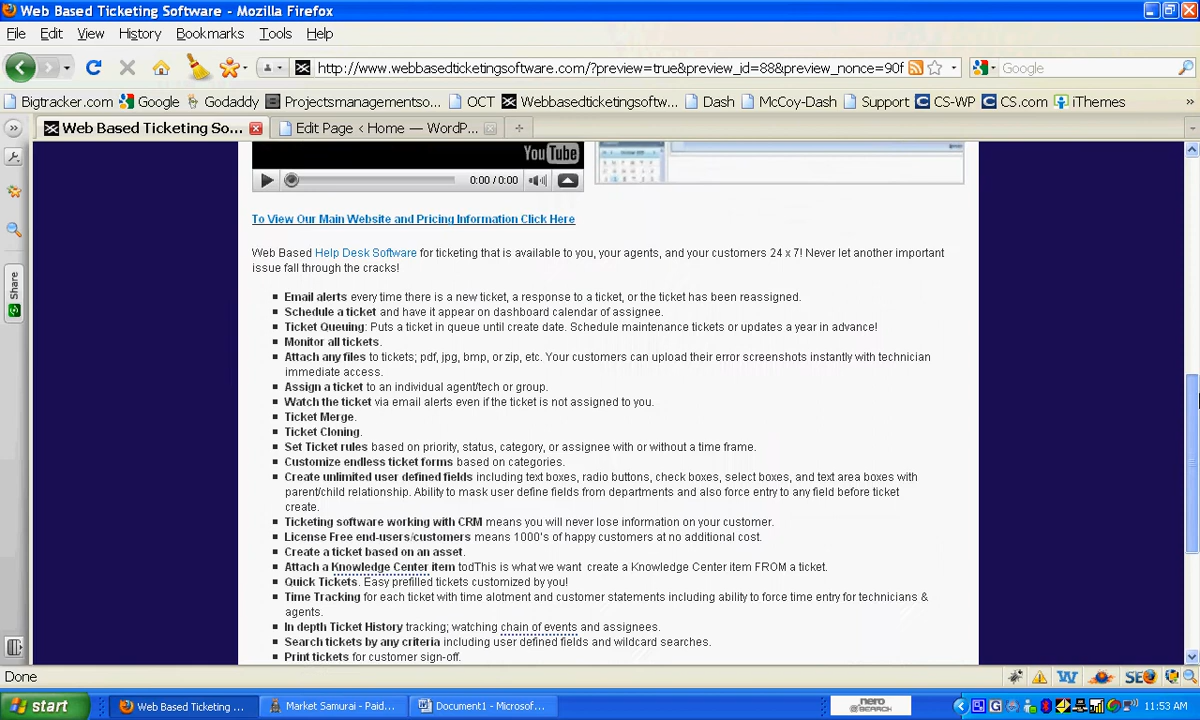 Web Based Ticketing Software - Mozilla Firefox
File Edit View History Bookmarks Tools Help
http://www.webbasedticketingsoftware.com/?preview=true&preview_id=88&preview_nonce=90f
Google
Bigtracker.com Google Godaddy Projectsmanagementso... OCT Webbasedticketingsoftw... Dash McCoy-Dash Support CS-WP CS.com iThemes »
Web Based Ticketing So... Edit Page < Home — WordP...
Share
YouTube
0:00 / 0:00
To View Our Main Website and Pricing Information Click Here
Web Based Help Desk Software for ticketing that is available to you, your agents, and your customers 24 x 7! Never let another important
issue fall through the cracks!
Email alerts every time there is a new ticket, a response to a ticket, or the ticket has been reassigned.
Schedule a ticket and have it appear on dashboard calendar of assignee.
Ticket Queuing: Puts a ticket in queue until create date. Schedule maintenance tickets or updates a year in advance!
Monitor all tickets.
Attach any files to tickets; pdf, jpg, bmp, or zip, etc. Your customers can upload their error screenshots instantly with technician
immediate access.
Assign a ticket to an individual agent/tech or group.
Watch the ticket via email alerts even if the ticket is not assigned to you.
Ticket Merge.
Ticket Cloning.
Set Ticket rules based on priority, status, category, or assignee with or without a time frame.
Customize endless ticket forms based on categories.
Create unlimited user defined fields including text boxes, radio buttons, check boxes, select boxes, and text area boxes with
parent/child relationship. Ability to mask user define fields from departments and also force entry to any field before ticket
create.
Ticketing software working with CRM means you will never lose information on your customer.
License Free end-users/customers means 1000's of happy customers at no additional cost.
Create a ticket based on an asset.
Attach a Knowledge Center item todThis is what we want create a Knowledge Center item FROM a ticket.
Quick Tickets. Easy prefilled tickets customized by you!
Time Tracking for each ticket with time alotment and customer statements including ability to force time entry for technicians &
agents.
In depth Ticket History tracking; watching chain of events and assignees.
Search tickets by any criteria including user defined fields and wildcard searches.
Print tickets for customer sign-off.
Done
SE
start Web Based Ticketing ... Market Samurai - Paid... Document1 - Microsof... nero SEARCH 11:53 AM